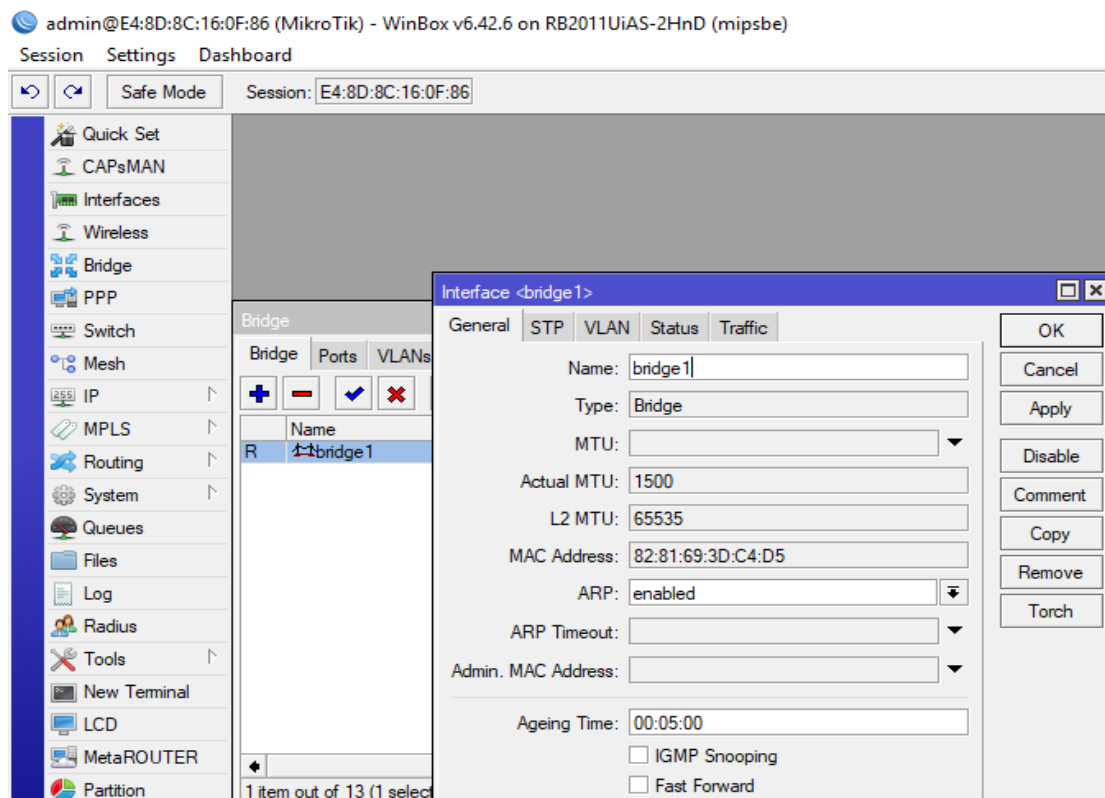 admin@E4:8D:8C:16:0F:86 (MikroTik) - WinBox v6.42.6 on RB2011UiAS-2HnD (mipsbe)
Session Settings Dashboard
Safe Mode Session: E4:8D:8C:16:0F:86
Quick Set
CAPsMAN
Interfaces
Wireless
Bridge
PPP
Switch
Mesh
255 IP
MPLS
Routing
System
Queues
Files
Log
Radius
Tools
New Terminal
LCD
MetaROUTER
Partition
Bridge
Bridge Ports VLANs
Name
R bridge1
1 item out of 13 (1 select
Interface <bridge1>
General STP VLAN Status Traffic
Name: bridge1
Type: Bridge
MTU:
Actual MTU: 1500
L2 MTU: 65535
MAC Address: 82:81:69:3D:C4:D5
ARP: enabled
ARP Timeout:
Admin. MAC Address:
Ageing Time: 00:05:00
IGMP Snooping
Fast Forward
OK
Cancel
Apply
Disable
Comment
Copy
Remove
Torch